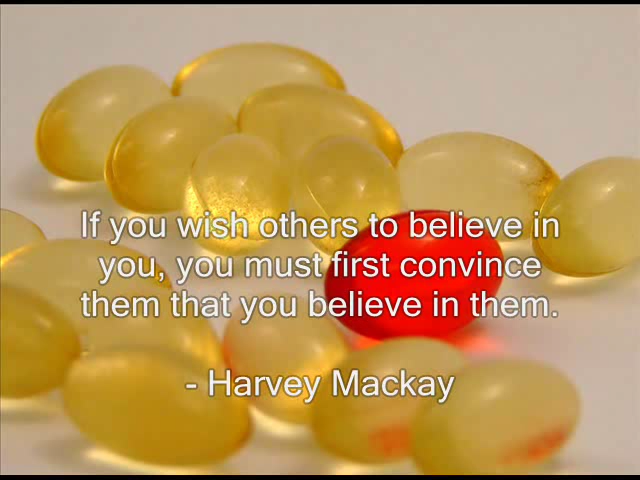 If you wish others to believe in
you, you must first convince
them that you believe in them.
- Harvey Mackay